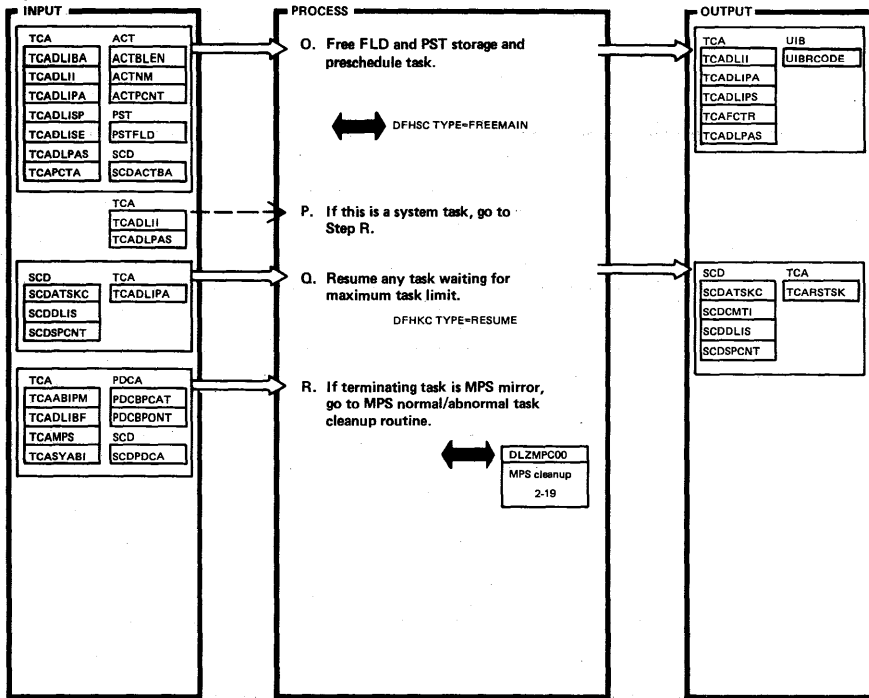 INPUT
PROCESS
OUTPUT
TCA ACT
TCADLIBA ACTBLEN
TCADLII ACTNM
TCADLIPA ACTPCNT
TCADLISP PST
TCADLISE PSTFLD
TCADLPAS SCD
TCAPCTA SCDACTBA
O. Free FLD and PST storage and
preschedule task.
DFHSC TYPE=FREEMAIN
TCA UIB
TCADLII UIBRCODE
TCADLIPA
TCADLIPS
TCAFCTR
TCADLPAS
TCA
TCADLII
TCADLPAS
P. If this is a system task, go to
Step R.
SCD TCA
SCDATSKC TCADLIPA
SCDDLIS
SCDSPCNT
Q. Resume any task waiting for
maximum task limit.
DFHKC TYPE=RESUME
SCD TCA
SCDATSKC TCARSTSK
SCDCMTI
SCDDLIS
SCDSPCNT
TCA PDCA
TCAABIPM PDCBPCAT
TCADLIBF PDCBPONT
TCAMPS SCD
TCASYABI SCDPDCA
R. If terminating task is MPS mirror,
go to MPS normal/abnormal task
cleanup routine.
DLZMPC00
MPS cleanup
2-19